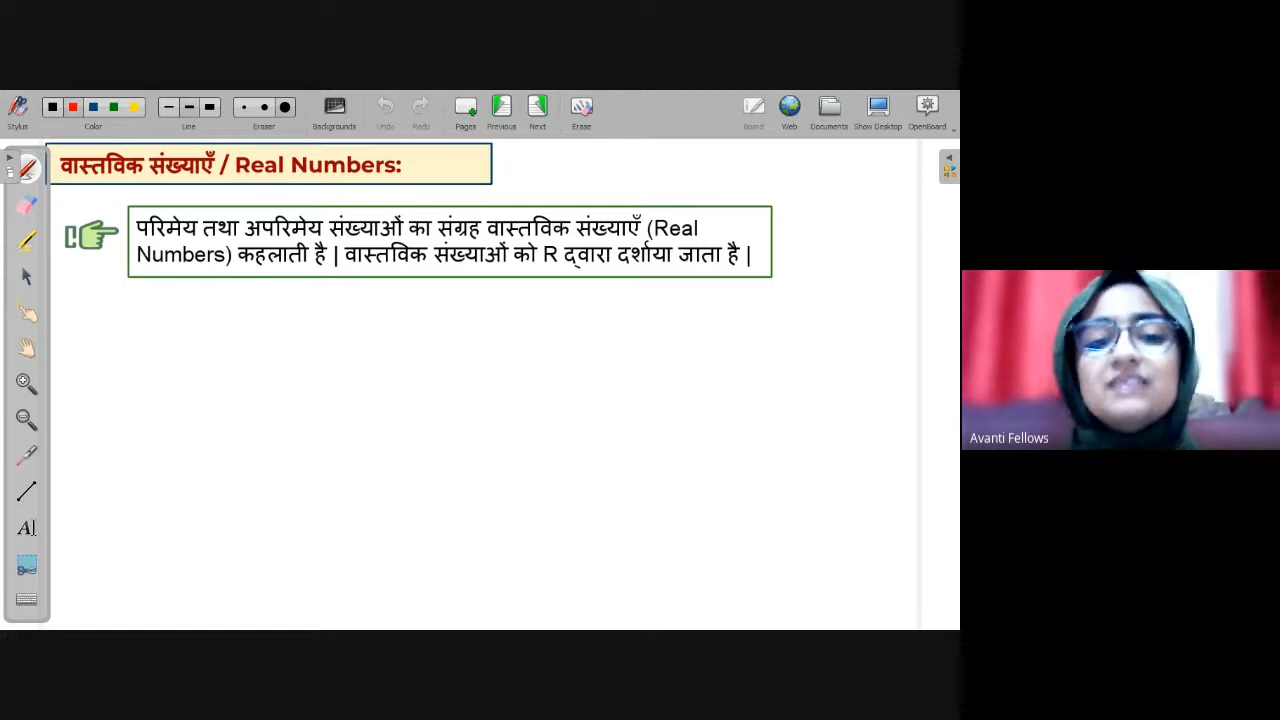 Stylus
Color
Line
Eraser
Backgrounds
Undo
Redo
Pages
Previous
Next
Erase
Board
Web
Documents
Show Desktop
OpenBoard
वास्तविक संख्याएँ / Real Numbers:
परिमेय तथा अपरिमेय संख्याओं का संग्रह वास्तविक संख्याएँ (Real
Numbers) कहलाती है | वास्तविक संख्याओं को R द्वारा दर्शाया जाता है |
A
Avanti Fellows